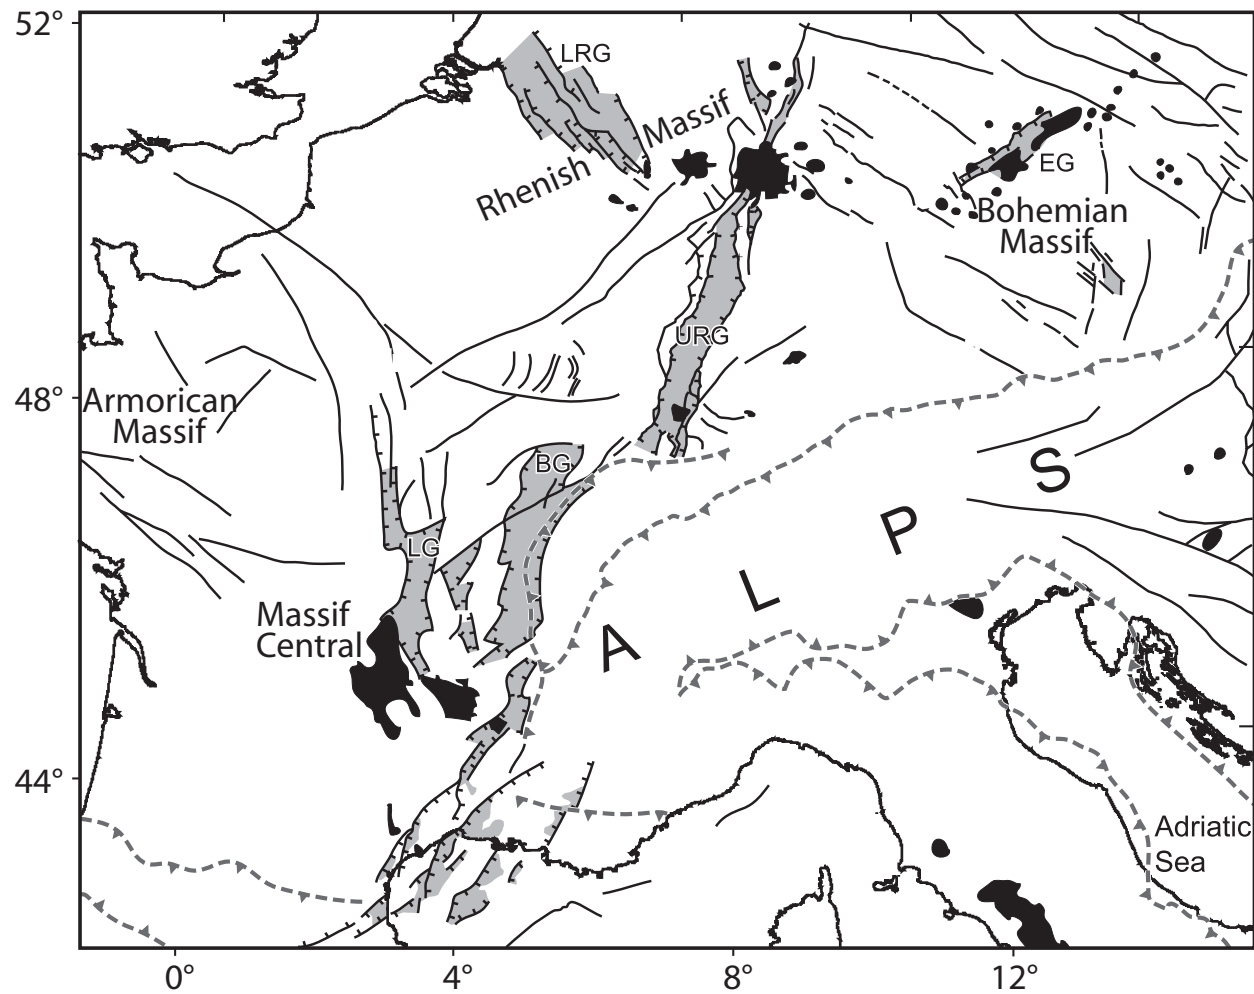 52°
LRG
Massif
Rhenish
EG
Bohemian
Massif
URG
48°
Armorican
Massif
BG
S
P
LG
L
Massif
Central
A
44°
Adriatic
Sea
0°
4°
8°
12°